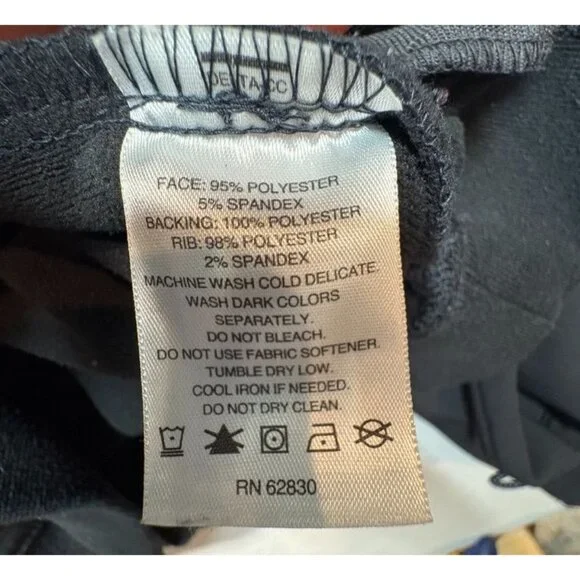 FACE: 95% POLYESTER
5% SPANDEX
BACKING: 100% POLYESTER
RIB: 98% POLYESTER
2% SPANDEX
MACHINE WASH COLD DELICATE.
WASH DARK COLORS
SEPARATELY.
DO NOT BLEACH.
DO NOT USE FABRIC SOFTENER.
TUMBLE DRY LOW.
COOL IRON IF NEEDED.
DO NOT DRY CLEAN.
RN 62830